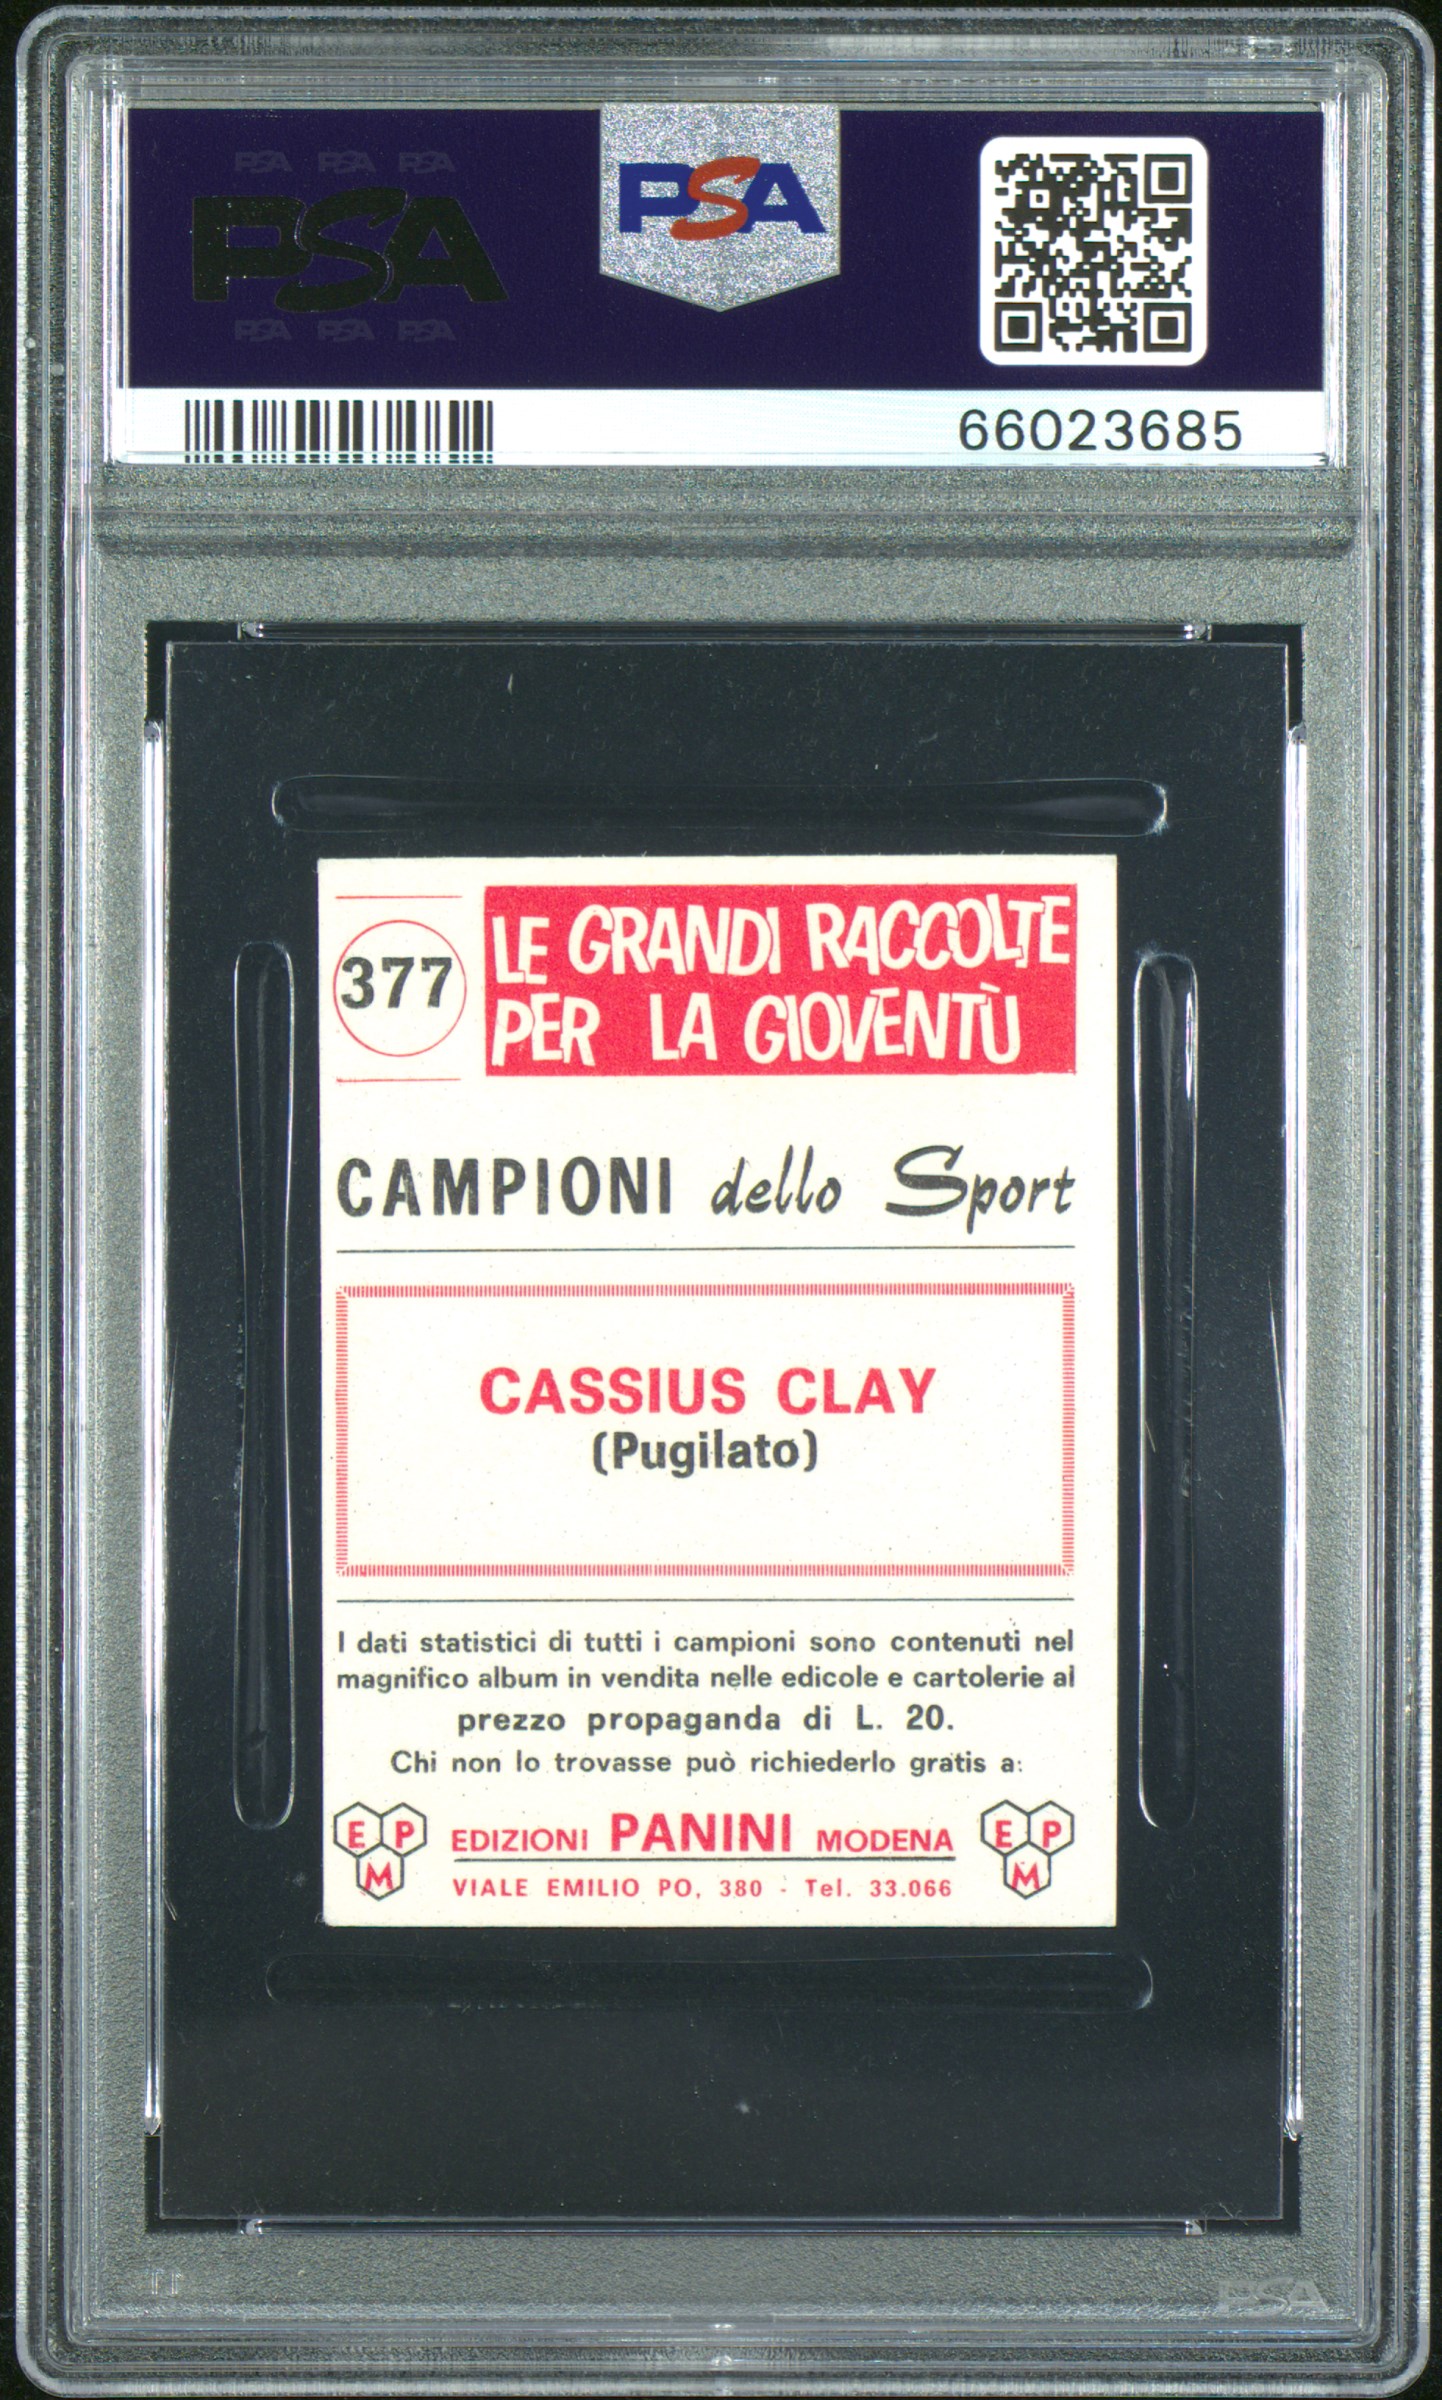 PSA PSA PSA
PSA
PSA PSA PSA
PSA
66023685
377
LE GRANDI RACCOLTE
PER LA GIOVENTÙ
CAMPIONI dello Sport
CASSIUS CLAY
(Pugilato)
I dati statistici di tutti i campioni sono contenuti nel
magnifico album in vendita nelle edicole e cartolerie al
prezzo propaganda di L. 20.
Chi non lo trovasse può richiederlo gratis a:
E P M
EDIZIONI PANINI MODENA
VIALE EMILIO PO, 380 - Tel. 33.066
E P M
PSA